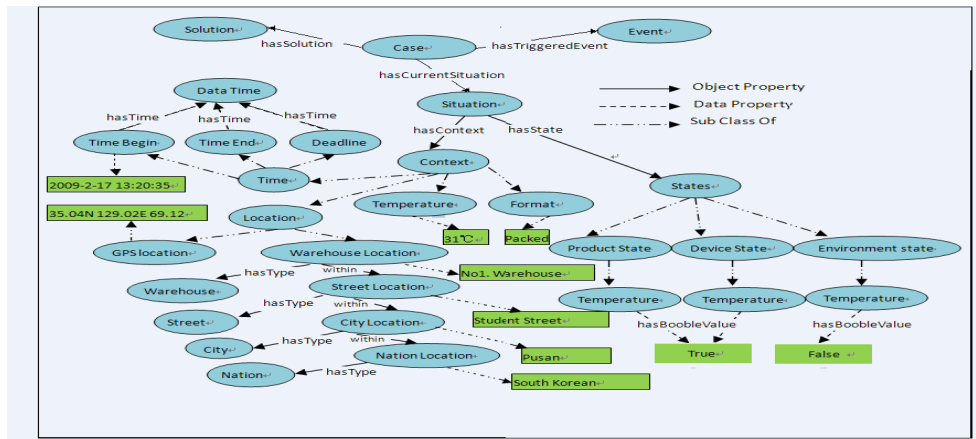 Solution
Event
hasSolution
Case
hasTriggeredEvent
hasCurrentSituation
Data Time
Situation
Object Property
Data Property
Sub Class Of
hasTime
hasTime
hasTime
hasContext
hasState
Time Begin
Time End
Deadline
Context
Time
States
2009-2-17 13:20:35
Temperature
Format
35.04N 129.02E 69.12
Location
31℃
Packed
GPS location
Warehouse Location
Product State
Device State
Environment state
hasType
within
No1. Warehouse
Warehouse
Street Location
Temperature
Temperature
Temperature
hasType
within
Street
City Location
Student Street
hasBoobleValue
hasBoobleValue
City
hasType
within
Nation Location
Pusan
True
False
Nation
hasType
South Korean